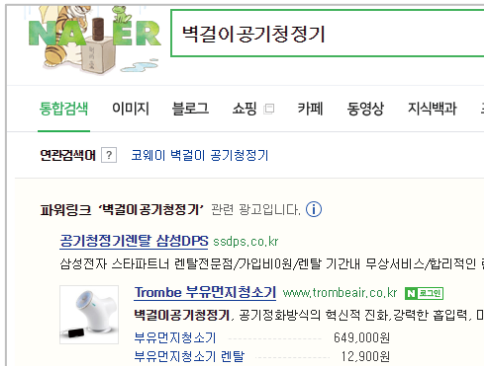 NAVER
벽걸이공기청정기
통합검색 이미지 블로그 쇼핑 카페 동영상 지식백과
연관검색어 ? 코웨이 벽걸이 공기청정기
파워링크 '벽걸이공기청정기' 관련 광고입니다.
공기청정기렌탈 삼성DPS ssdps.co.kr
삼성전자 스타파트너 렌탈전문점/가입비0원/렌탈 기간내 무상서비스/합리적인
Trombe 부유먼지청소기 www.trombeair.co.kr N 로그인
벽걸이공기청정기, 공기정화방식의 혁신적 진화,강력한 흡입력,
부유먼지청소기 649,000원
부유먼지청소기 렌탈 12,900원